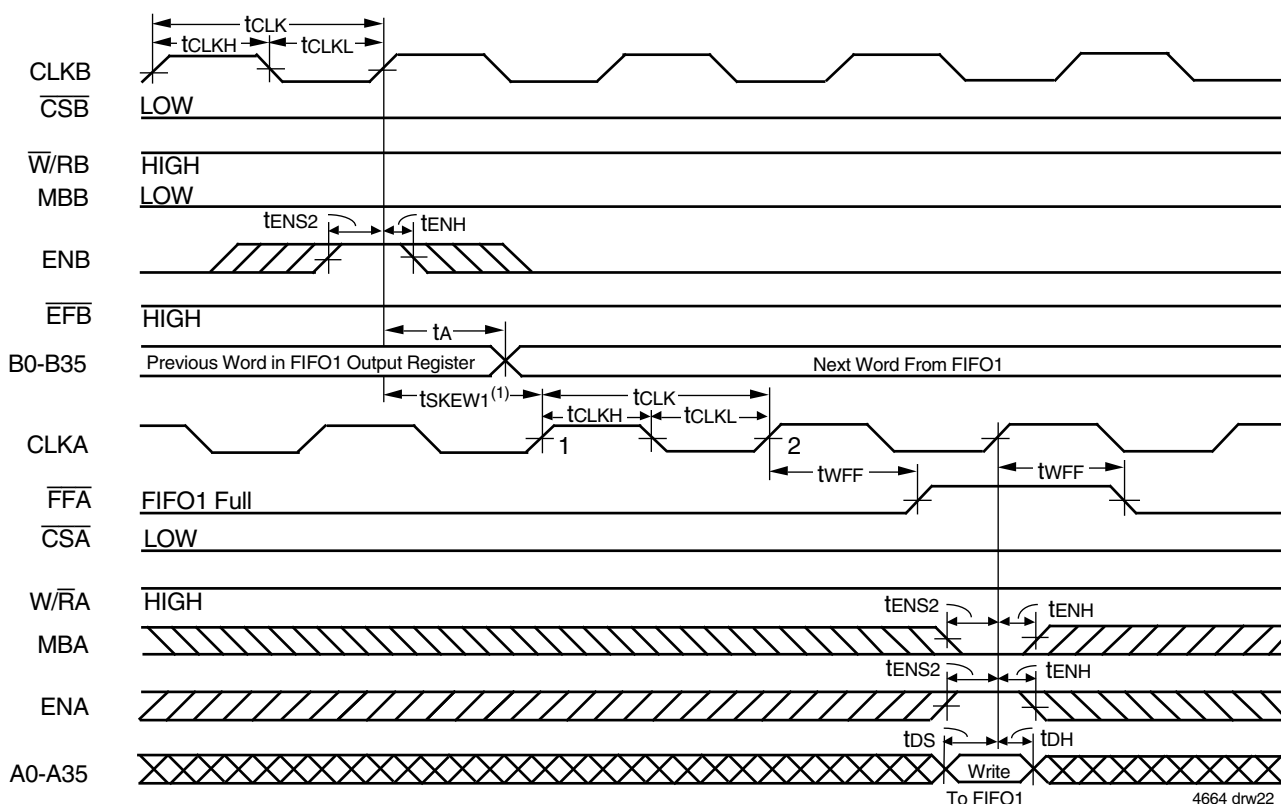 tCLK
tCLKH tCLKL
CLKB
CSB LOW
W/RB HIGH
MBB LOW
tENS2 tENH
ENB
EFB HIGH
tA
B0-B35 Previous Word in FIFO1 Output Register Next Word From FIFO1
tSKEW1(1) tCLK
tCLKH tCLKL
CLKA 1 2
tWFF tWFF
FFA FIFO1 Full
CSA LOW
W/RA HIGH
tENS2 tENH
MBA
tENS2 tENH
ENA
tDS tDH
A0-A35 Write
To FIFO1 4664 drw22